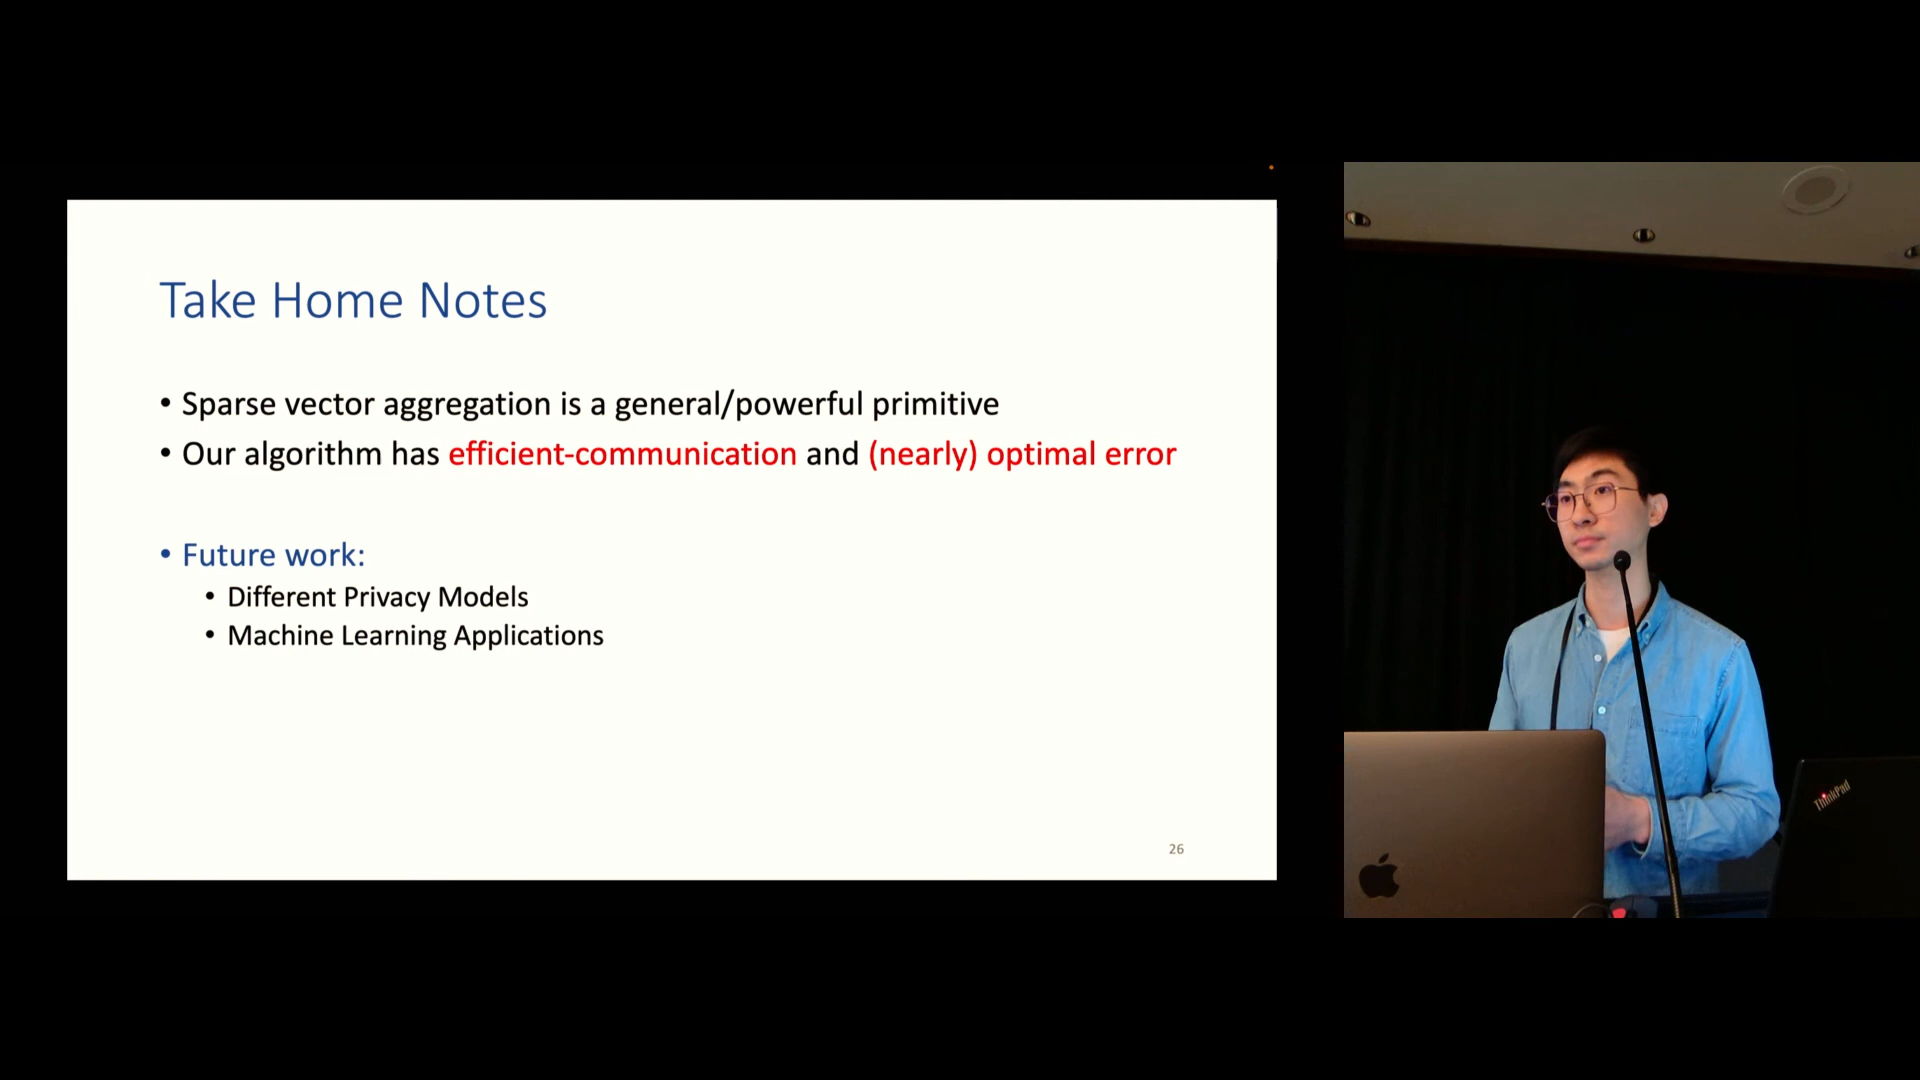 Take Home Notes
• Sparse vector aggregation is a general/powerful primitive
• Our algorithm has efficient-communication and (nearly) optimal error
• Future work:
• Different Privacy Models
• Machine Learning Applications
26
ThinkPad